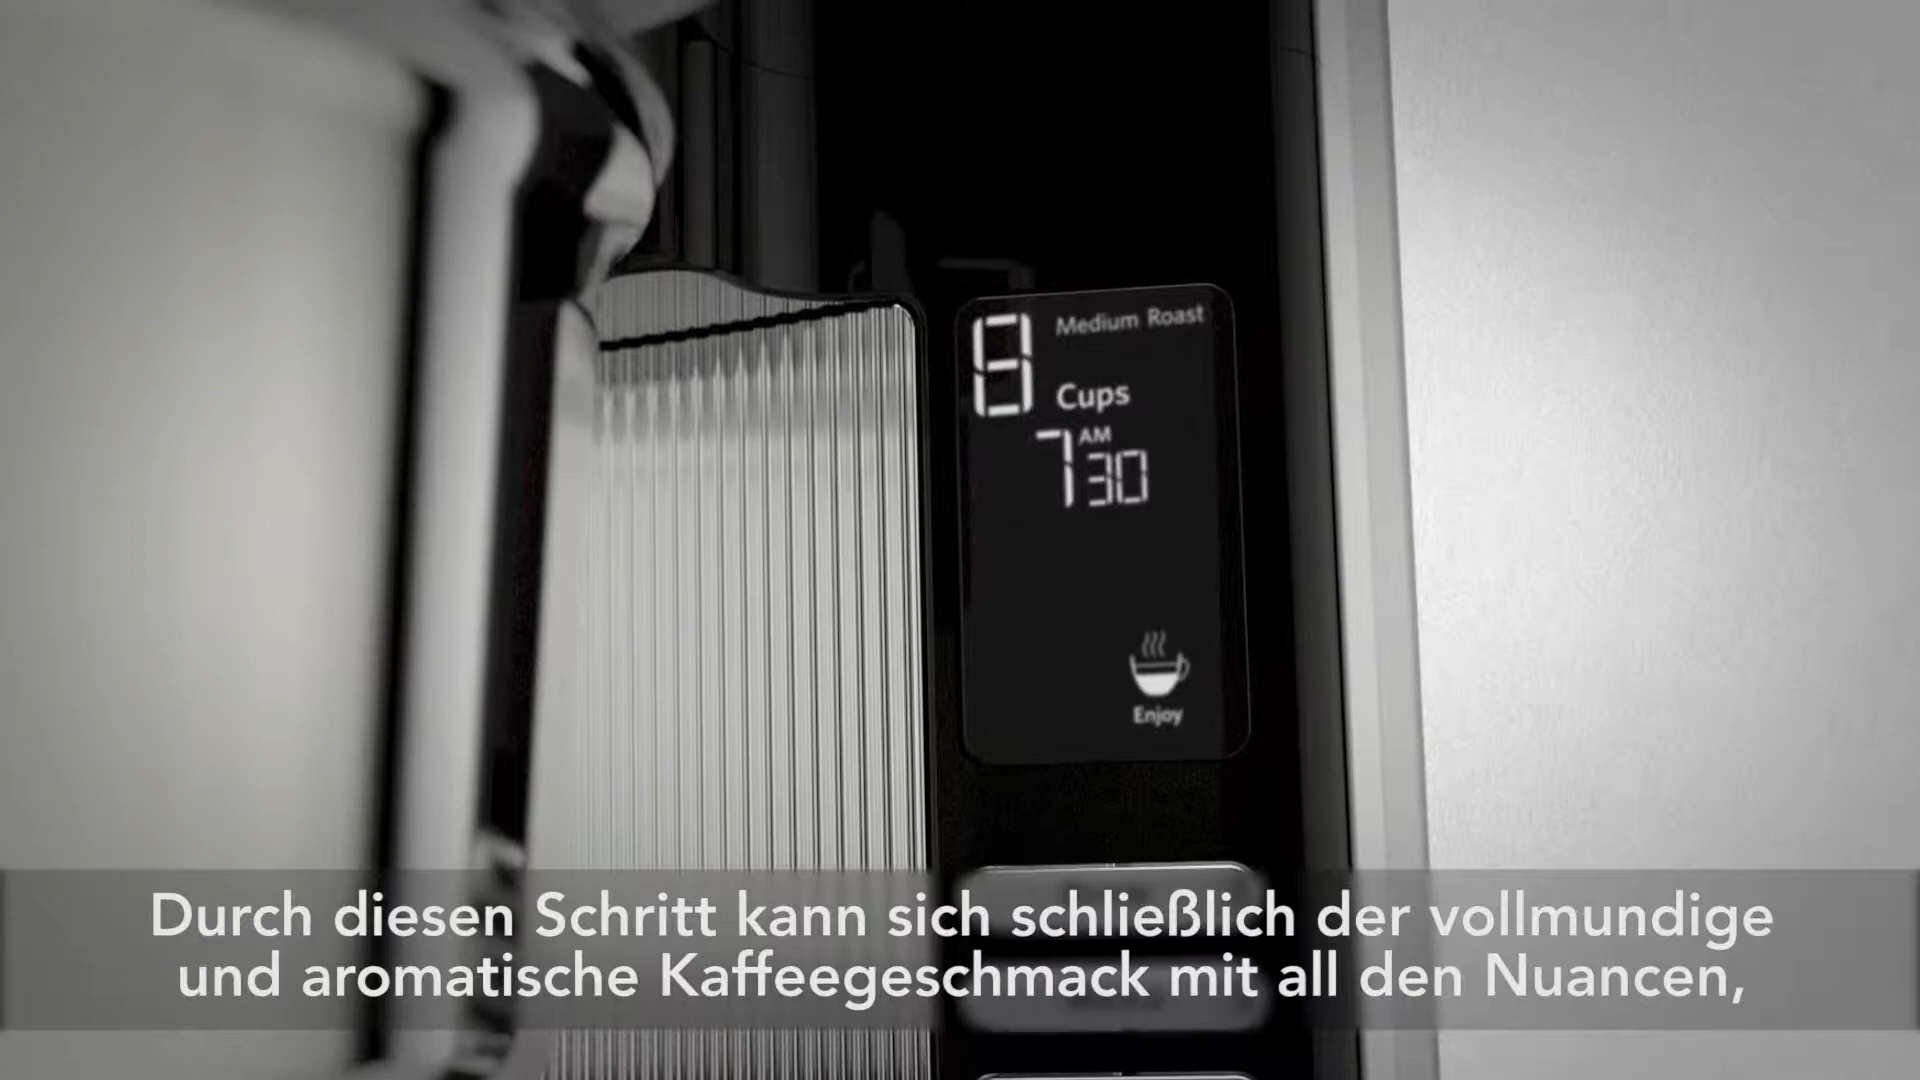 8 Medium Roast
Cups
AM
7 30
Enjoy
Durch diesen Schritt kann sich schließlich der vollmundige
und aromatische Kaffeegeschmack mit all den Nuancen,